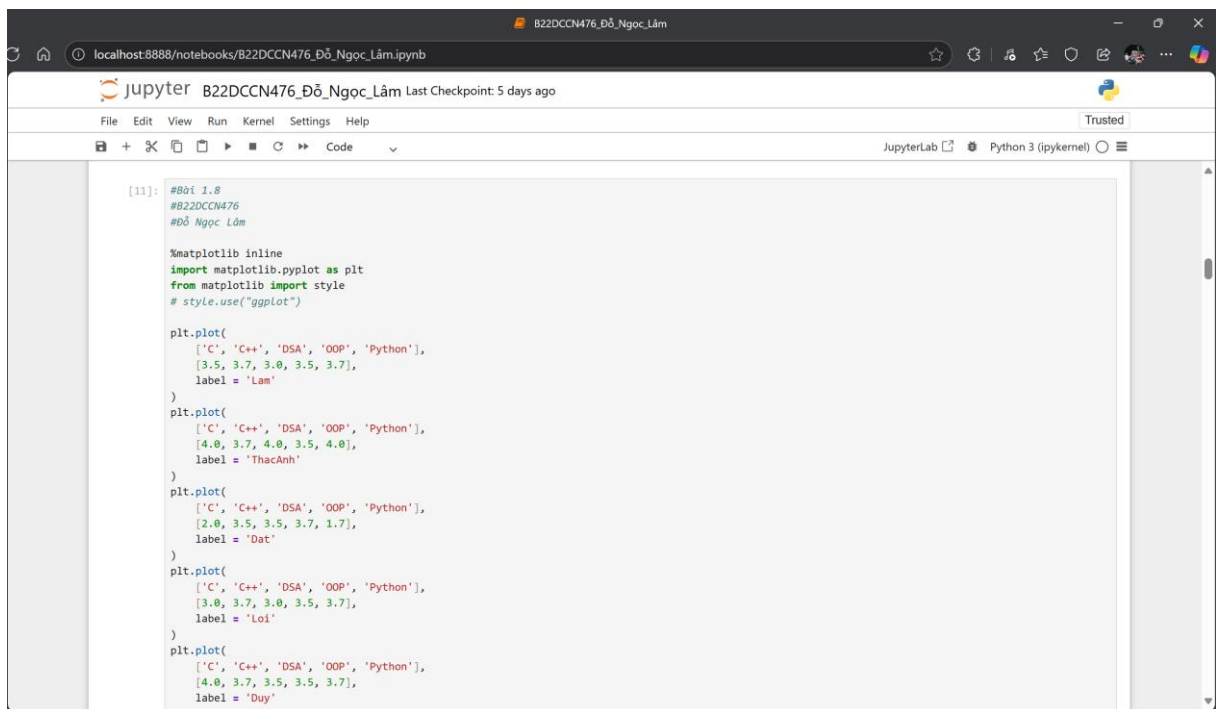 B22DCCN476_Đỗ_Ngọc_Lâm
localhost:8888/notebooks/B22DCCN476_Đỗ_Ngọc_Lâm.ipynb
jupyter B22DCCN476_Đỗ_Ngọc_Lâm Last Checkpoint: 5 days ago
File Edit View Run Kernel Settings Help Trusted
Code JupyterLab Python 3 (ipykernel)
[11]: #Bài 1.8
#B22DCCN476
#Đỗ Ngọc Lâm
%matplotlib inline
import matplotlib.pyplot as plt
from matplotlib import style
# style.use("ggplot")
plt.plot(
['C', 'C++', 'DSA', 'OOP', 'Python'],
[3.5, 3.7, 3.0, 3.5, 3.7],
label = 'Lam'
)
plt.plot(
['C', 'C++', 'DSA', 'OOP', 'Python'],
[4.0, 3.7, 4.0, 3.5, 4.0],
label = 'ThacAnh'
)
plt.plot(
['C', 'C++', 'DSA', 'OOP', 'Python'],
[2.0, 3.5, 3.5, 3.7, 1.7],
label = 'Dat'
)
plt.plot(
['C', 'C++', 'DSA', 'OOP', 'Python'],
[3.0, 3.7, 3.0, 3.5, 3.7],
label = 'Loi'
)
plt.plot(
['C', 'C++', 'DSA', 'OOP', 'Python'],
[4.0, 3.7, 3.5, 3.5, 3.7],
label = 'Duy'